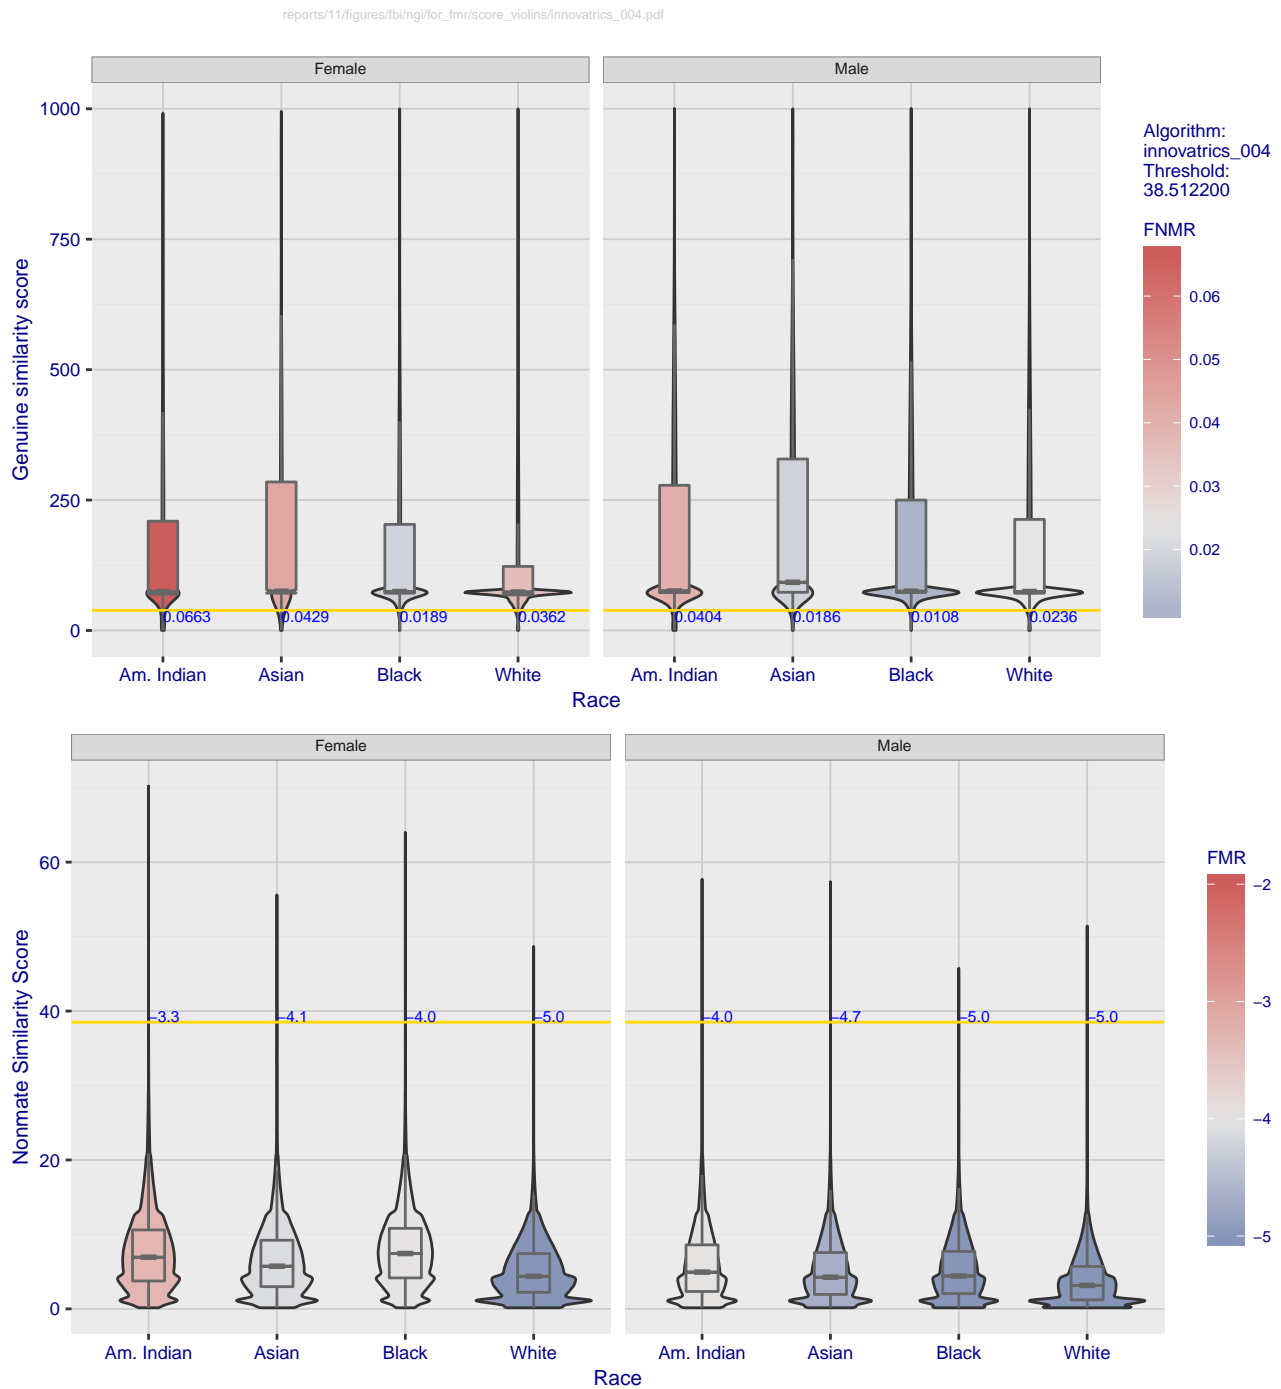 reports/11/figures/fbi/ngi/for_fmr/score_violins/innovatrics_004.pdf
Female
Male
Genuine similarity score
1000
750
500
250
0
0.0663
0.0429
0.0189
0.0362
0.0404
0.0186
0.0108
0.0236
Am. Indian
Asian
Black
White
Am. Indian
Asian
Black
White
Race
Algorithm:
innovatrics_004
Threshold:
38.512200
FNMR
0.06
0.05
0.04
0.03
0.02
Female
Male
Nonmate Similarity Score
60
40
20
0
−3.3
−4.1
−4.0
−5.0
−4.0
−4.7
−5.0
−5.0
Am. Indian
Asian
Black
White
Am. Indian
Asian
Black
White
Race
FMR
−2
−3
−4
−5